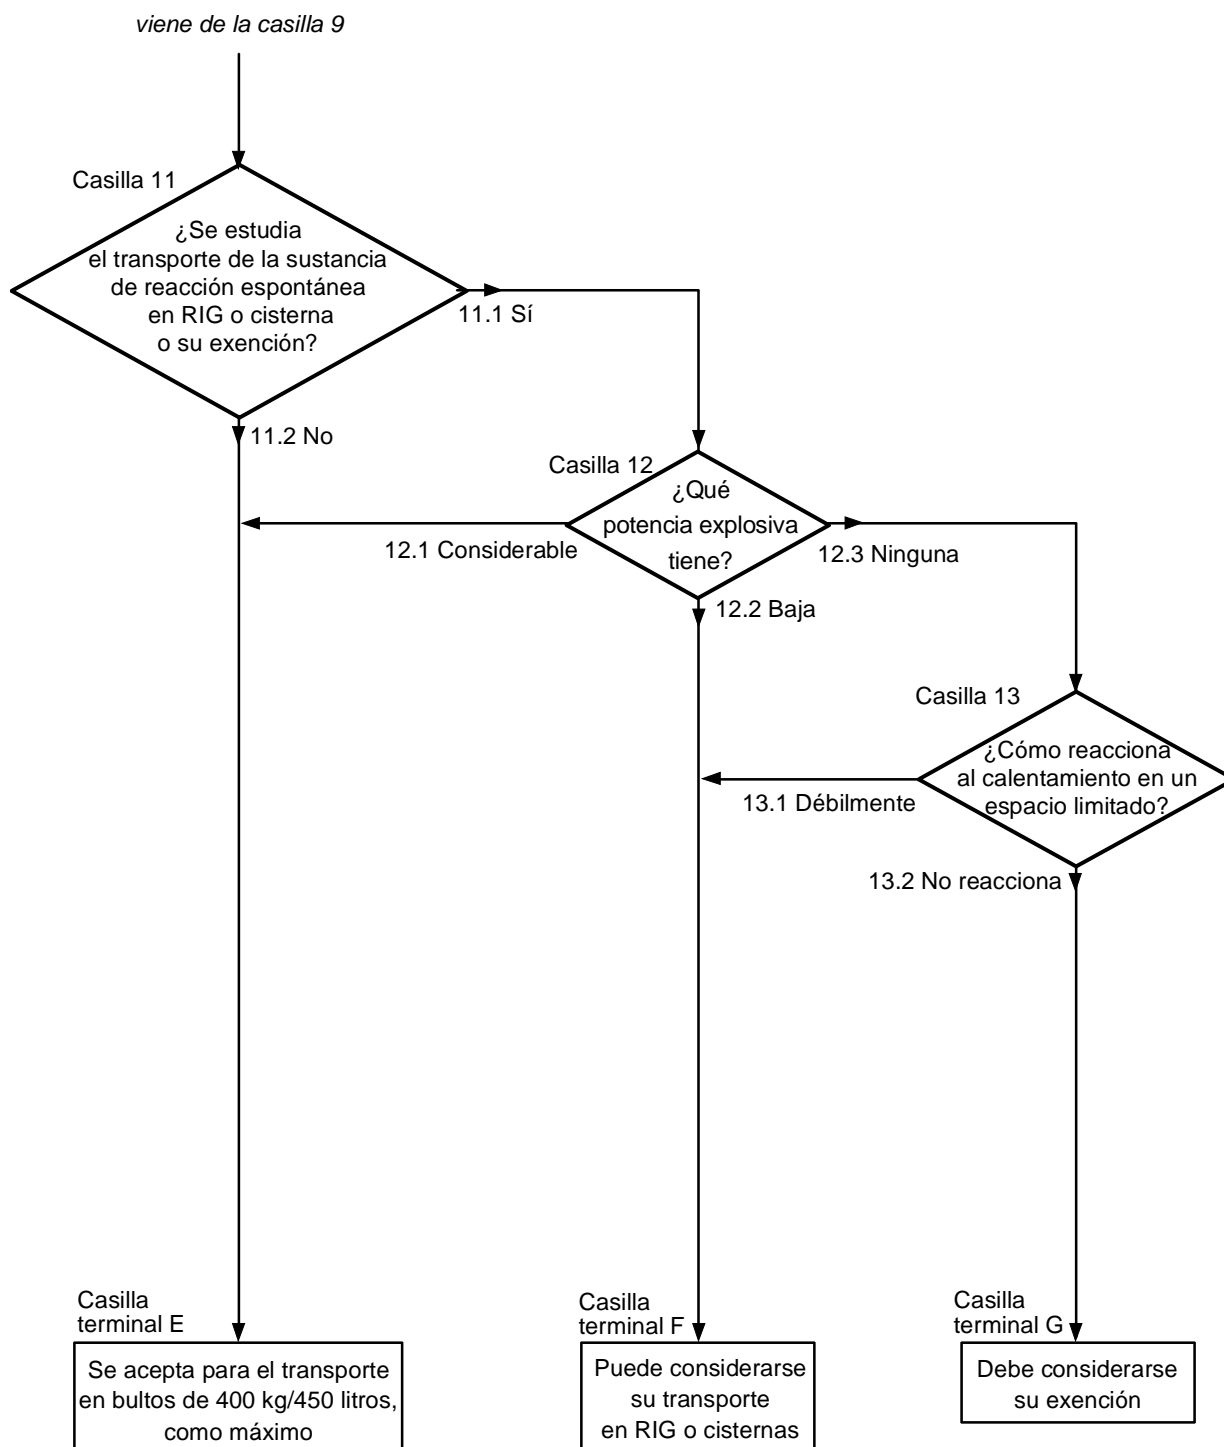 viene de la casilla 9
Casilla 11
¿Se estudia
el transporte de la sustancia
de reacción espontánea
en RIG o cisterna
o su exención?
11.1 Sí
11.2 No
Casilla 12
¿Qué
potencia explosiva
tiene?
12.1 Considerable
12.3 Ninguna
12.2 Baja
Casilla 13
¿Cómo reacciona
al calentamiento en un
espacio limitado?
13.1 Débilmente
13.2 No reacciona
Casilla
terminal E
Se acepta para el transporte
en bultos de 400 kg/450 litros,
como máximo
Casilla
terminal F
Puede considerarse
su transporte
en RIG o cisternas
Casilla
terminal G
Debe considerarse
su exención